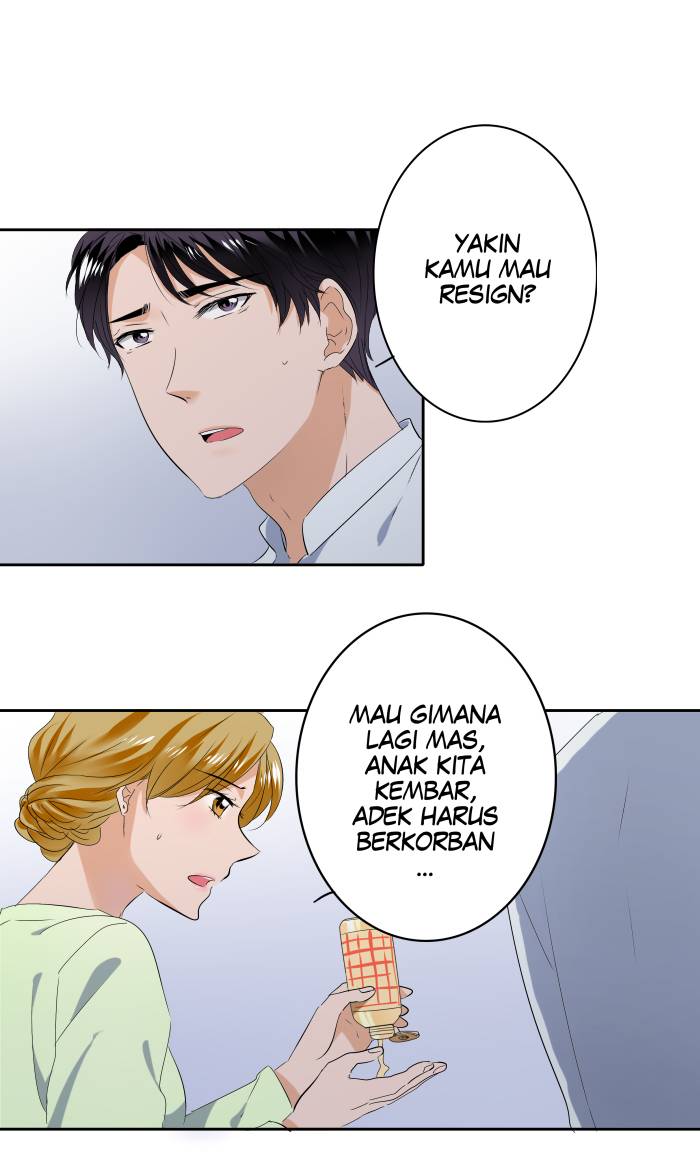 YAKIN
KAMU MAU
RESIGN?
MAU GIMANA
LAGI MAS,
ANAK KITA
KEMBAR,
ADEK HARUS
BERKORBAN
...